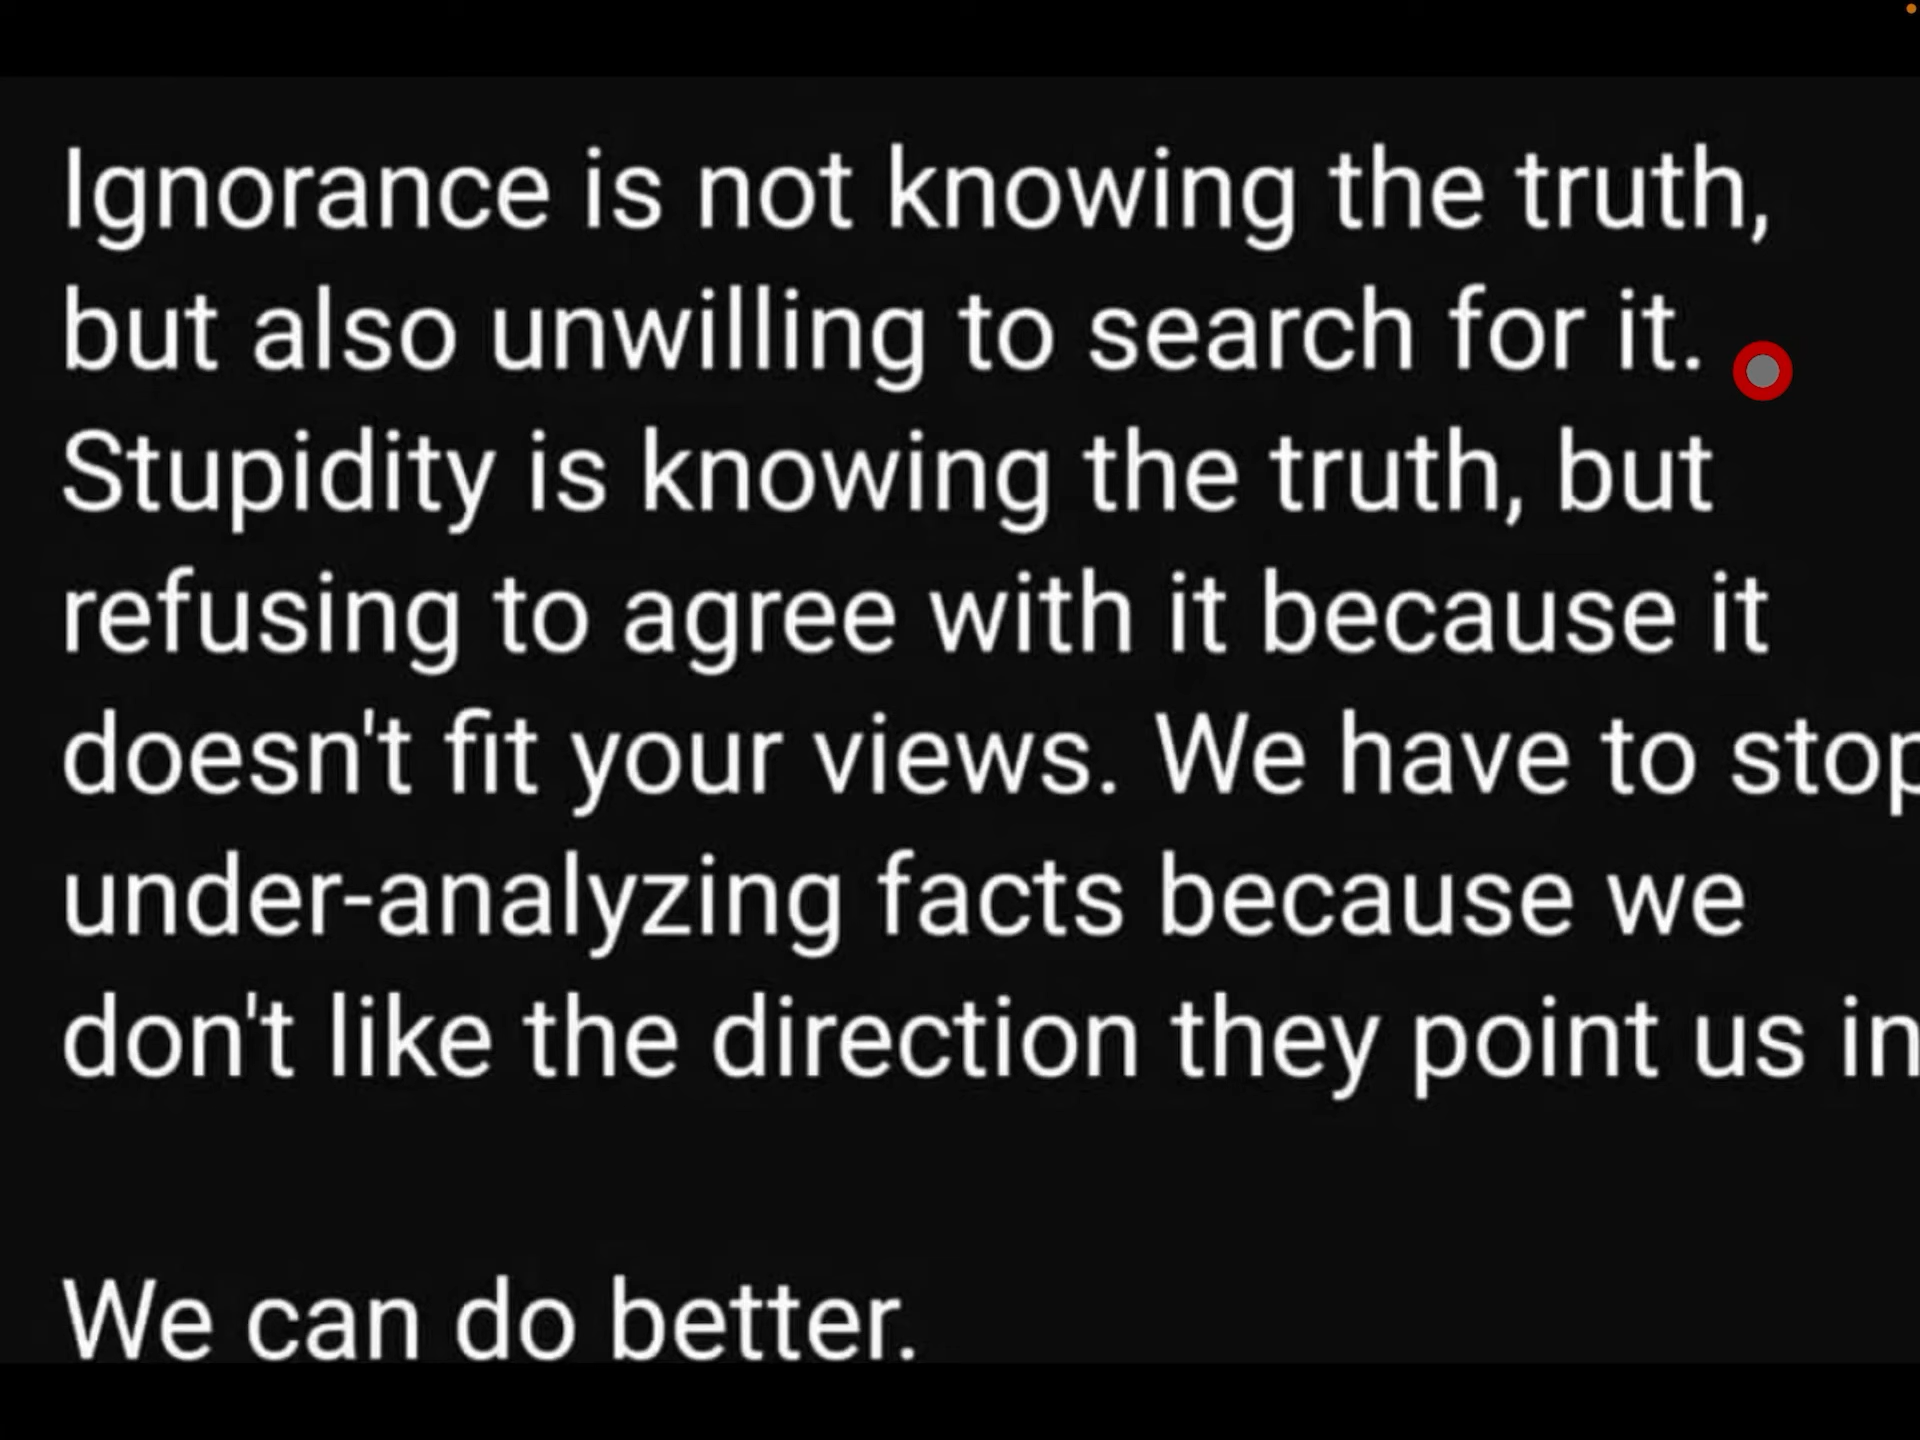 Ignorance is not knowing the truth,
but also unwilling to search for it.
Stupidity is knowing the truth, but
refusing to agree with it because it
doesn't fit your views. We have to stop
under-analyzing facts because we
don't like the direction they point us in
We can do better.